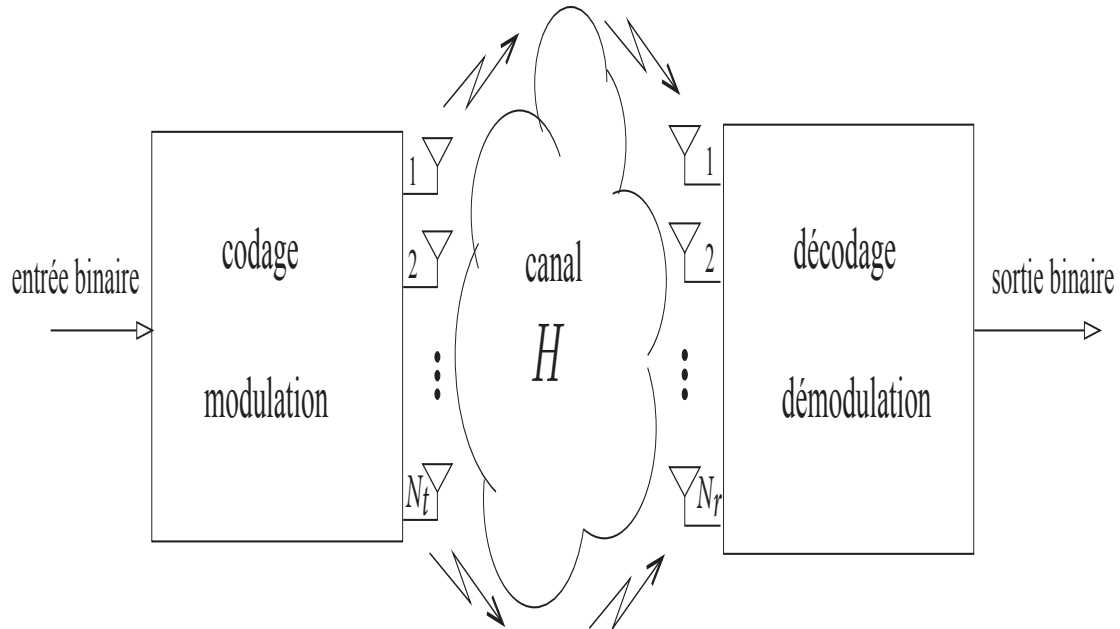 entrée binaire
codage
modulation
1
2
N_t
canal
H
1
2
N_r
décodage
démodulation
sortie binaire